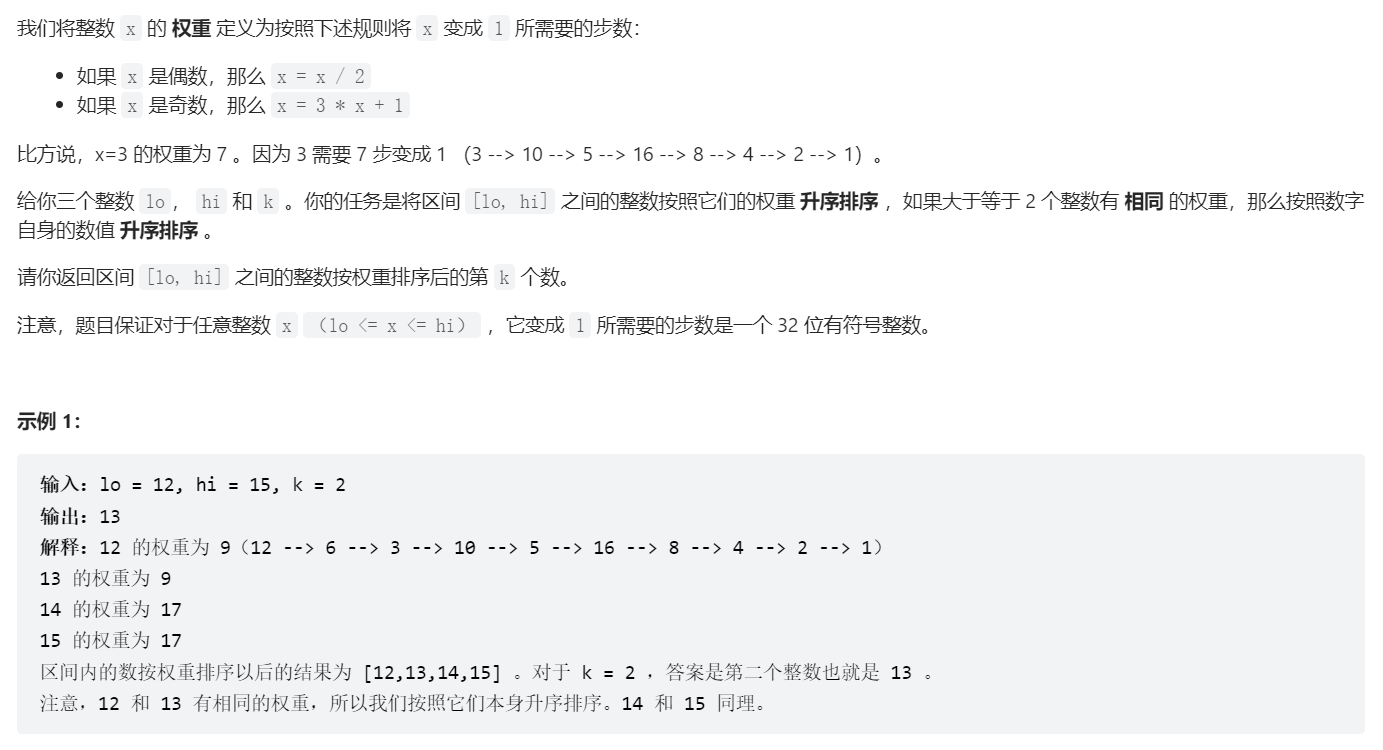 我们将整数 x 的 权重 定义为按照下述规则将 x 变成 1 所需要的步数：
• 如果 x 是偶数，那么 x = x / 2
• 如果 x 是奇数，那么 x = 3 * x + 1
比方说，x=3 的权重为 7 。因为 3 需要 7 步变成 1 （3 --> 10 --> 5 --> 16 --> 8 --> 4 --> 2 --> 1）。
给你三个整数 lo， hi 和 k 。你的任务是将区间 [lo, hi] 之间的整数按照它们的权重 升序排序 ，如果大于等于 2 个整数有 相同 的权重，那么按照数字
自身的数值 升序排序 。
请你返回区间 [lo, hi] 之间的整数按权重排序后的第 k 个数。
注意，题目保证对于任意整数 x （lo <= x <= hi） ，它变成 1 所需要的步数是一个 32 位有符号整数。
示例 1：
输入：lo = 12, hi = 15, k = 2
输出：13
解释：12 的权重为 9（12 --> 6 --> 3 --> 10 --> 5 --> 16 --> 8 --> 4 --> 2 --> 1）
13 的权重为 9
14 的权重为 17
15 的权重为 17
区间内的数按权重排序以后的结果为 [12,13,14,15] 。对于 k = 2 ，答案是第二个整数也就是 13 。
注意，12 和 13 有相同的权重，所以我们按照它们本身升序排序。14 和 15 同理。